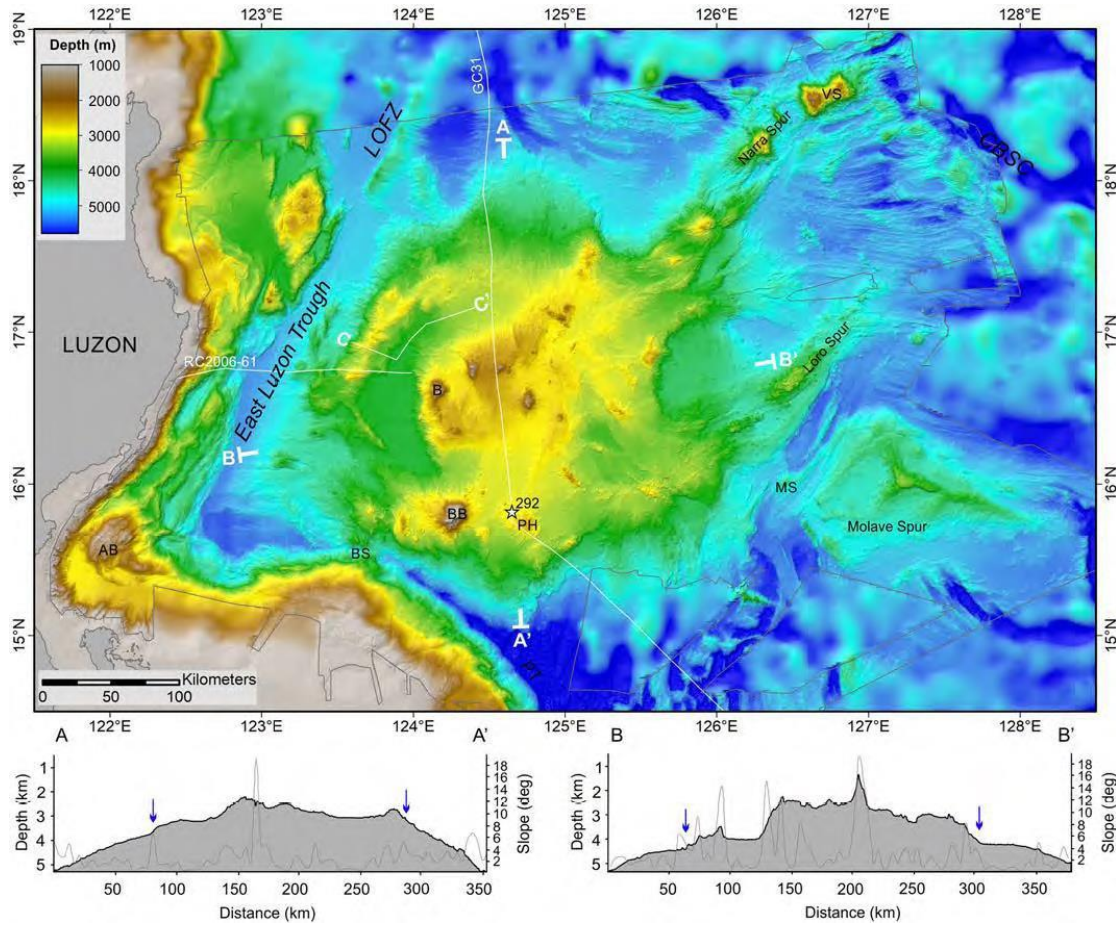 122°E 123°E 124°E 125°E 126°E 127°E 128°E
19°N
Depth (m)
1000
2000
3000
4000
5000
GC31
LOFZ
A
VS
Narra Spur
CBSC
18°N 18°N
17°N 17°N
LUZON
East Luzon Trough
C C'
RC2006-61
B'
Loro Spur
B
B
16°N 16°N
292
BB
PH
MS
Molave Spur
AB
BS
15°N 15°N
A'
PT
Kilometers
0 50 100
122°E 123°E 124°E 125°E 126°E 127°E 128°E
A A'
Depth (km)
1
2
3
4
5
Slope (deg)
18
16
14
12
10
8
6
4
2
50 100 150 200 250 300 350
Distance (km)
B B'
Depth (km)
1
2
3
4
5
Slope (deg)
18
16
14
12
10
8
6
4
2
50 100 150 200 250 300 350
Distance (km)